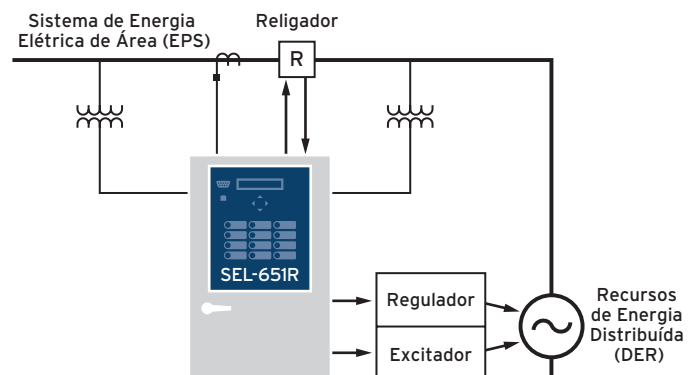 Sistema de Energia
Elétrica de Área (EPS)
Religador
R
SEL-651R
Regulador
Excitador
Recursos
de Energia
Distribuída
(DER)